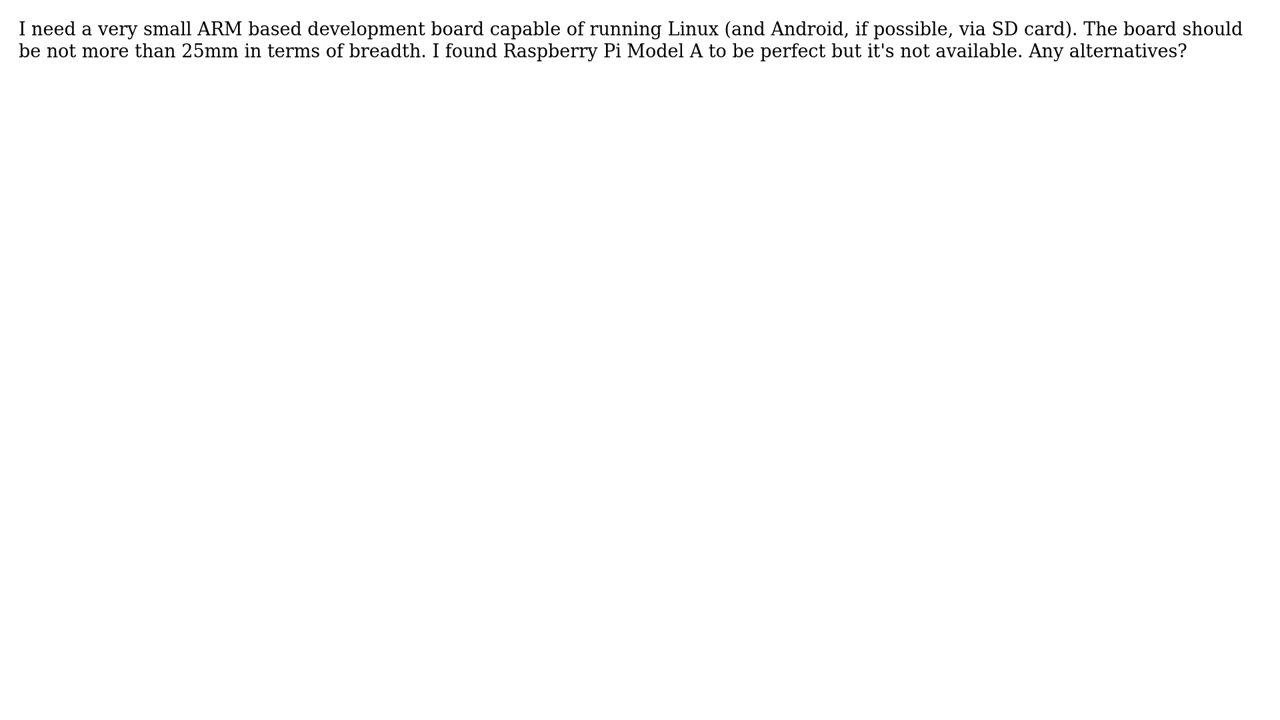 I need a very small ARM based development board capable of running Linux (and Android, if possible, via SD card). The board should
be not more than 25mm in terms of breadth. I found Raspberry Pi Model A to be perfect but it's not available. Any alternatives?